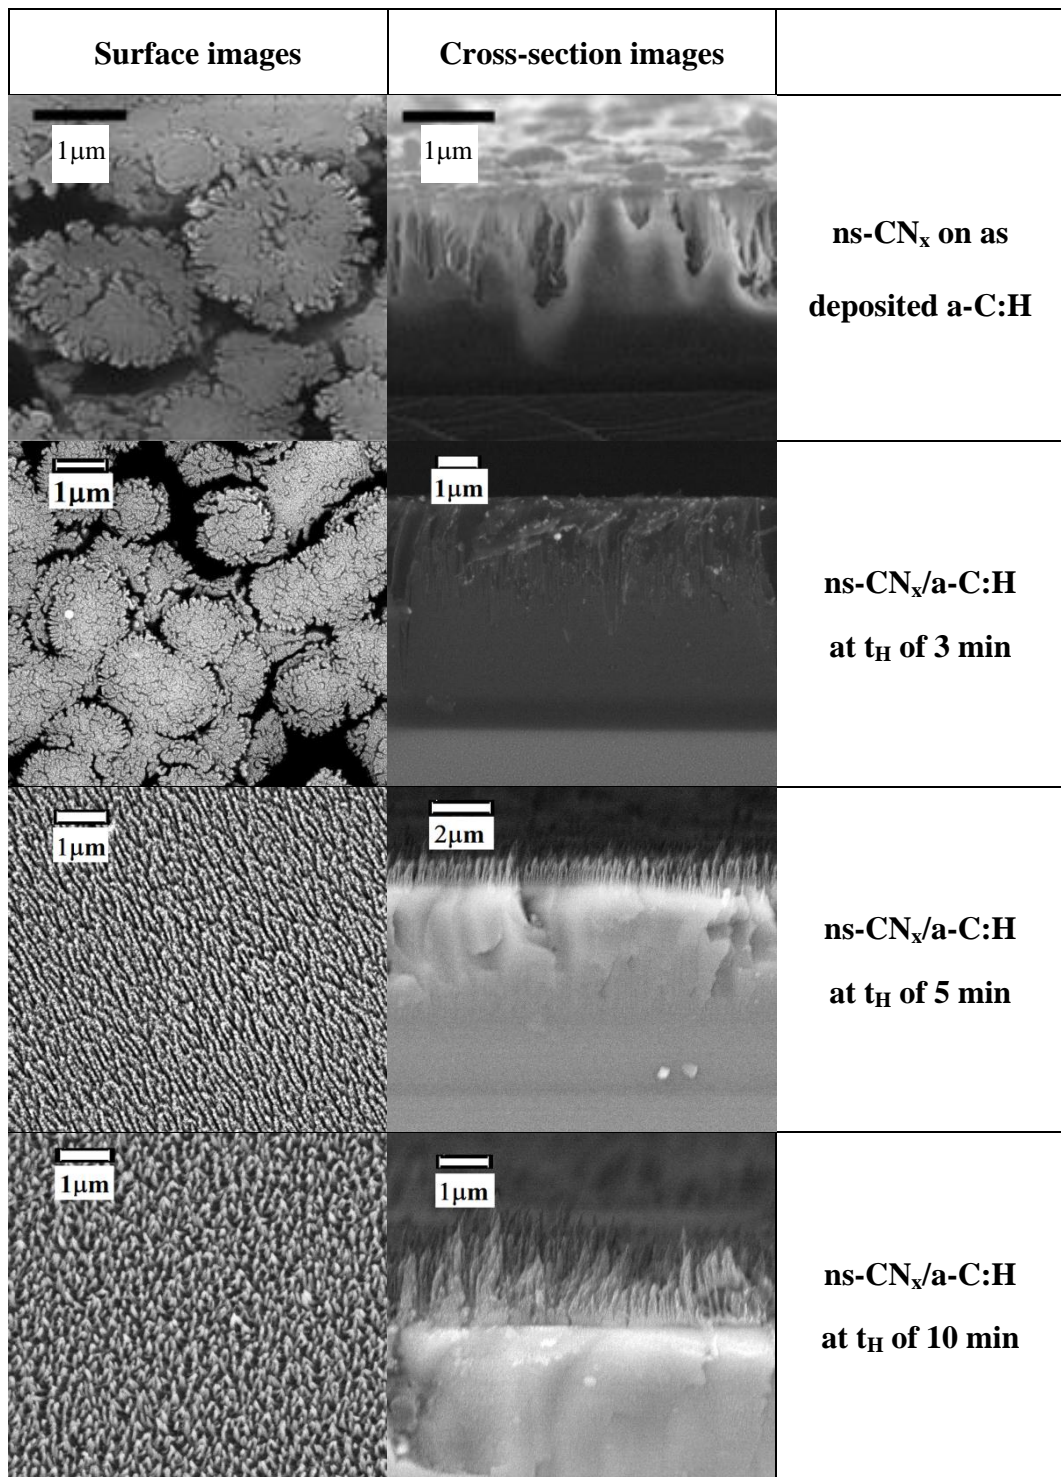 Surface images
Cross-section images
1μm
1μm
ns-CNx on as
deposited a-C:H
1μm
1μm
ns-CNx/a-C:H
at tH of 3 min
1μm
2μm
ns-CNx/a-C:H
at tH of 5 min
1μm
1μm
ns-CNx/a-C:H
at tH of 10 min